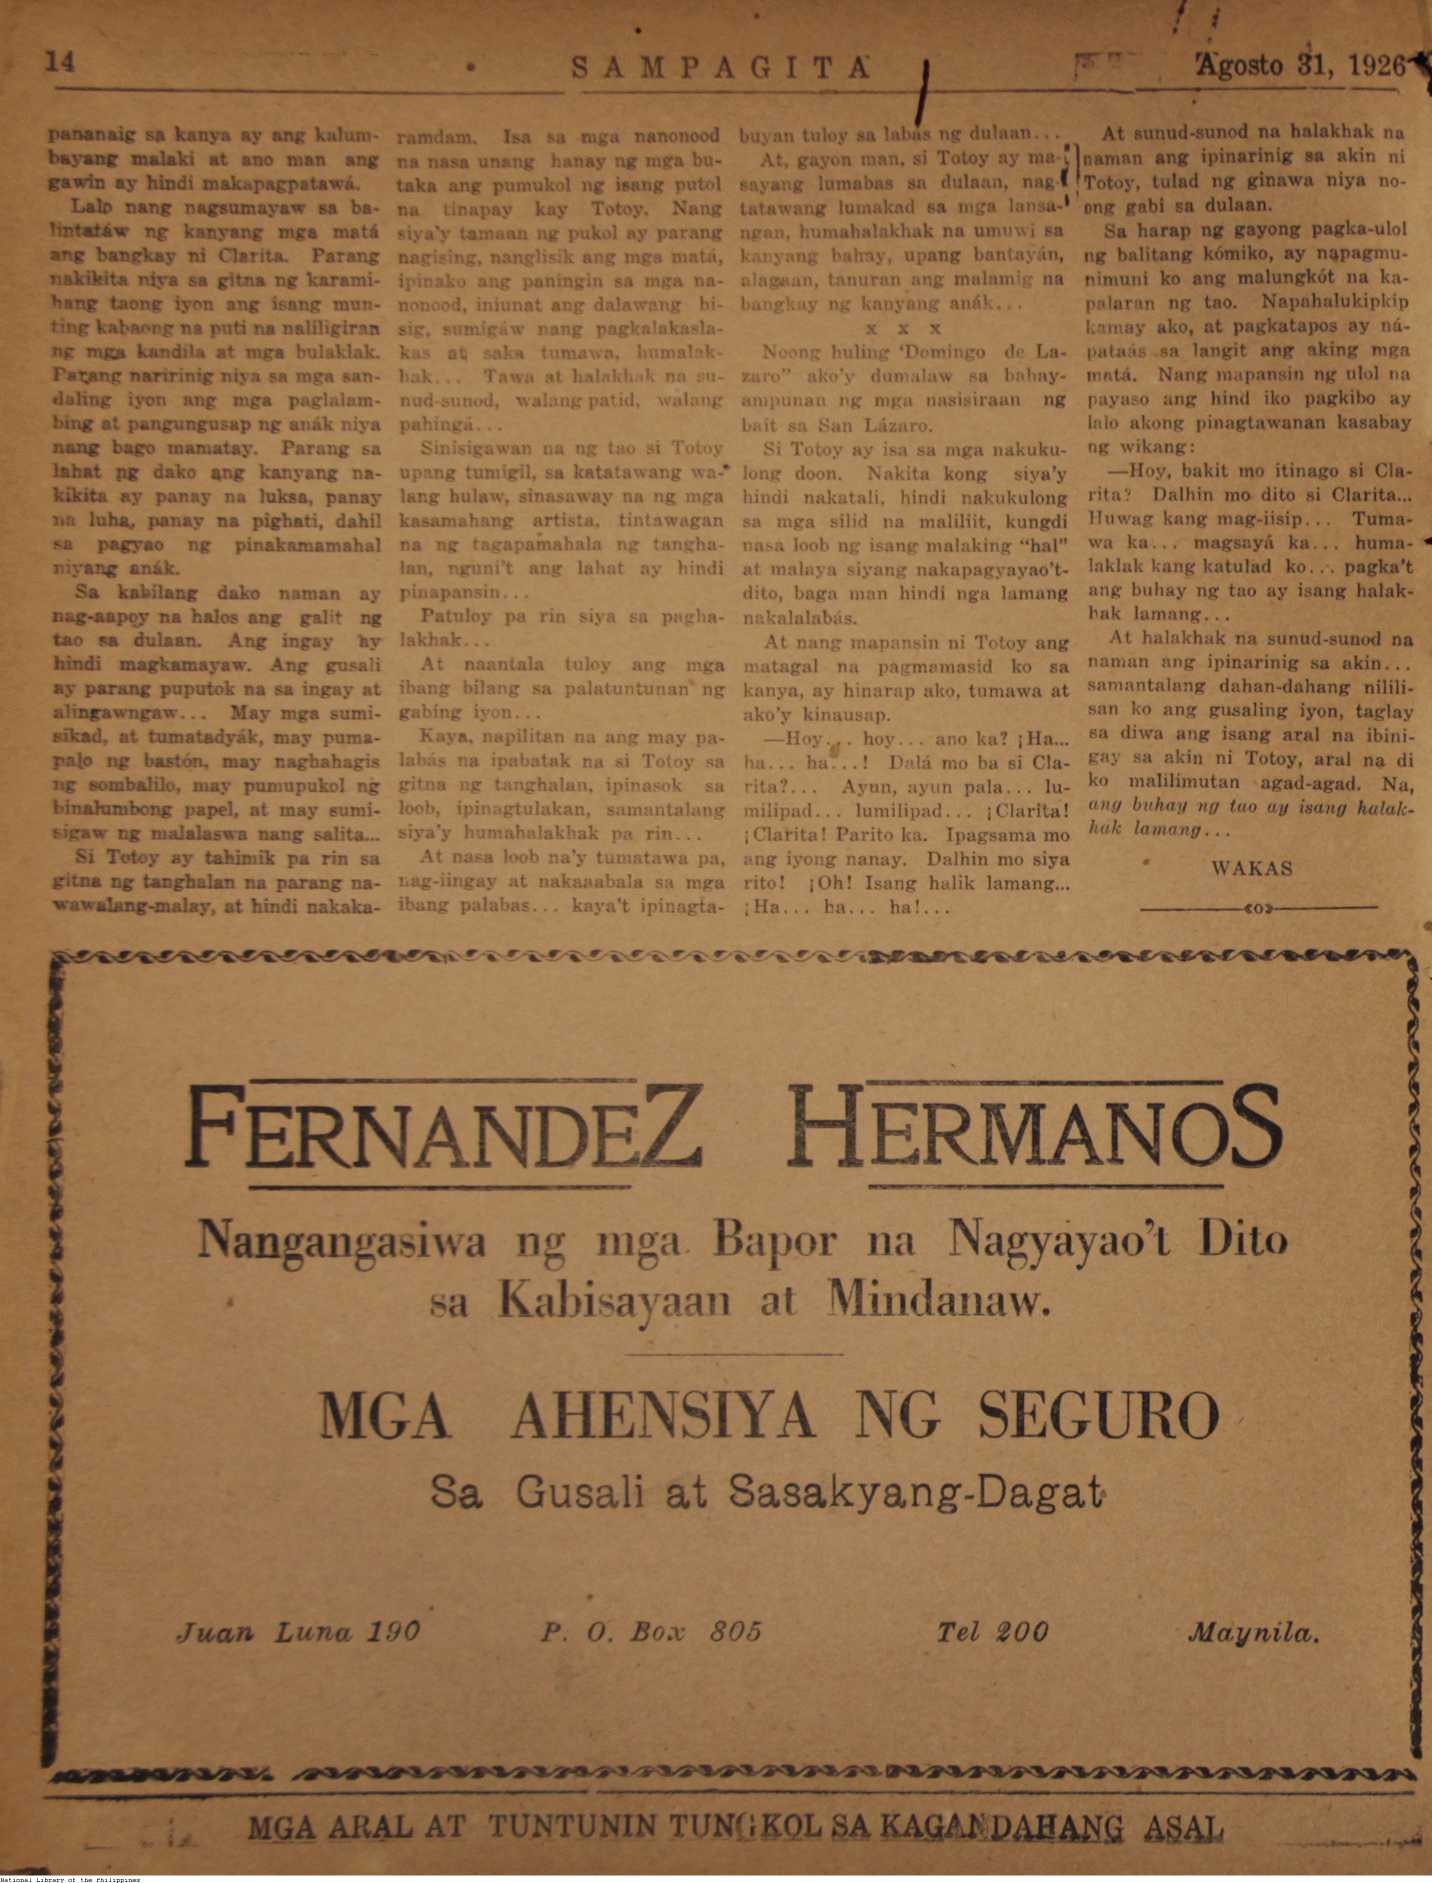 14
SAMPAGITA
Agosto 31, 1926
pananaig sa kanya ay ang kalum-
bayang malaki at ano man ang
gawin ay hindi makapagpatawá.
Lalo nang nagsumayaw sa ba-
lintatáw ng kanyang mga matá
ang bangkay ni Clarita. Parang
nakikita niya sa gitna ng karami-
hang taong iyon ang isang mun-
ting kabaong na puti na naliligiran
ng mga kandila at mga bulaklak.
Parang naririnig niya sa mga san-
daling iyon ang mga paglalam-
bing at pangungusap ng anák niya
nang bago mamatay. Parang sa
lahat ng dako ang kanyang na-
kikita ay panay na luksa, panay
na luha, panay na pighati, dahil
sa pagyao ng pinakamamahal
niyang anák.
Sa kabilang dako naman ay
nag-aapoy na halos ang galit ng
tao sa dulaan. Ang ingay ay
hindi magkamayaw. Ang gusali
ay parang puputok na sa ingay at
alingawngaw... May mga sumi-
sikad, at tumatadyák, may puma-
palo ng bastón, may naghahagis
ng sombalilo, may pumupukol ng
binalumbong papel, at may sumi-
sigaw ng malalaswa nang salita...
Si Totoy ay tahimik pa rin sa
gitna ng tanghalan na parang na-
wawalang-malay, at hindi nakaka-
ramdam. Isa sa mga nanonood
na nasa unang hanay ng mga bu-
taka ang pumukol ng isang putol
na tinapay kay Totoy. Nang
siya'y tamaan ng pukol ay parang
nagising, nanglisik ang mga matá,
ipinako ang paningin sa mga na-
nonood, iniunat ang dalawang bi-
sig, sumigáw nang pagkalakasla-
kas at saka tumawa, humalak-
hak... Tawa at halakhak na su-
nud-sunod, walang patid, walang
pahingá...
Sinisigawan na ng tao si Totoy
upang tumigil, sa katatawang wa-
lang hulaw, sinasaway na ng mga
kasamahang artista, tintawagan
na ng tagapamahala ng tangha-
lan, nguni't ang lahat ay hindi
pinapansin...
Patuloy pa rin siya sa pagha-
lakhak...
At naantala tuloy ang mga
ibang bilang sa palatuntunan ng
gabing iyon...
Kaya, napilitan na ang may pa-
labás na ipabatak na si Totoy sa
gitna ng tanghalan, ipinasok sa
loob, ipinagtulakan, samantalang
siya'y humahalakhak pa rin...
At nasa loob na'y tumatawa pa,
nag-iingay at nakaaabala sa mga
ibang palabas... kaya't ipinagta-
buyan tuloy sa labás ng dulaan...
At, gayon man, si Totoy ay ma-
sayang lumabas sa dulaan, nag-
tatawang lumakad sa mga lansa-
ngan, humahalakhak na umuwi sa
kanyang bahay, upang bantayán,
alagaan, tanuran ang malamig na
bangkay ng kanyang anák...
x x x
Noong huling ‘Domingo de La-
zaro” ako'y dumalaw sa bahay-
ampunan ng mga nasisiraan ng
bait sa San Lázaro.
Si Totoy ay isa sa mga nakuku-
long doon. Nakita kong siya'y
hindi nakatali, hindi nakukulong
sa mga silid na maliliit, kungdi
nasa loob ng isang malaking “hal”
at malaya siyang nakapagyayao't-
dito, baga man hindi nga lamang
nakalalabás.
At nang mapansin ni Totoy ang
matagal na pagmamasid ko sa
kanya, ay hinarap ako, tumawa at
ako'y kinausap.
—Hoy... hoy... ano ka? ¡Ha...
ha... ha...! Dalá mo ba si Cla-
rita?... Ayun, ayun pala... lu-
milipad... lumilipad... ¡Clarita!
¡Clarita! Parito ka. Ipagsama mo
ang iyong nanay. Dalhin mo siya
rito! ¡Oh! Isang halik lamang...
¡Ha... ha... ha!...
At sunud-sunod na halakhak na
naman ang ipinarinig sa akin ni
Totoy, tulad ng ginawa niya no-
ong gabi sa dulaan.
Sa harap ng gayong pagka-ulol
ng balitang kómiko, ay napagmu-
nimuni ko ang malungkót na ka-
palaran ng tao. Napahalukipkip
kamay ako, at pagkatapos ay ná-
pataás sa langit ang aking mga
matá. Nang mapansin ng ulol na
payaso ang hind iko pagkibo ay
lalo akong pinagtawanan kasabay
ng wikang:
—Hoy, bakit mo itinago si Cla-
rita? Dalhin mo dito si Clarita...
Huwag kang mag-iisip... Tuma-
wa ka... magsayá ka... huma-
laklak kang katulad ko... pagka't
ang buhay ng tao ay isang halak-
hak lamang...
At halakhak na sunud-sunod na
naman ang ipinarinig sa akin...
samantalang dahan-dahang nilili-
san ko ang gusaling iyon, taglay
sa diwa ang isang aral na ibini-
gay sa akin ni Totoy, aral na di
ko malilimutan agad-agad. Na,
ang buhay ng tao ay isang halak-
hak lamang...
WAKAS
«o»
FERNANDEZ HERMANOS
Nangangasiwa ng mga Bapor na Nagyayao't Dito
sa Kabisayaan at Mindanaw.
MGA AHENSIYA NG SEGURO
Sa Gusali at Sasakyang-Dagat
Juan Luna 190 P. O. Box 805 Tel 200 Maynila.
MGA ARAL AT TUNTUNIN TUNGKOL SA KAGANDAHANG ASAL
National Library of the Philippines